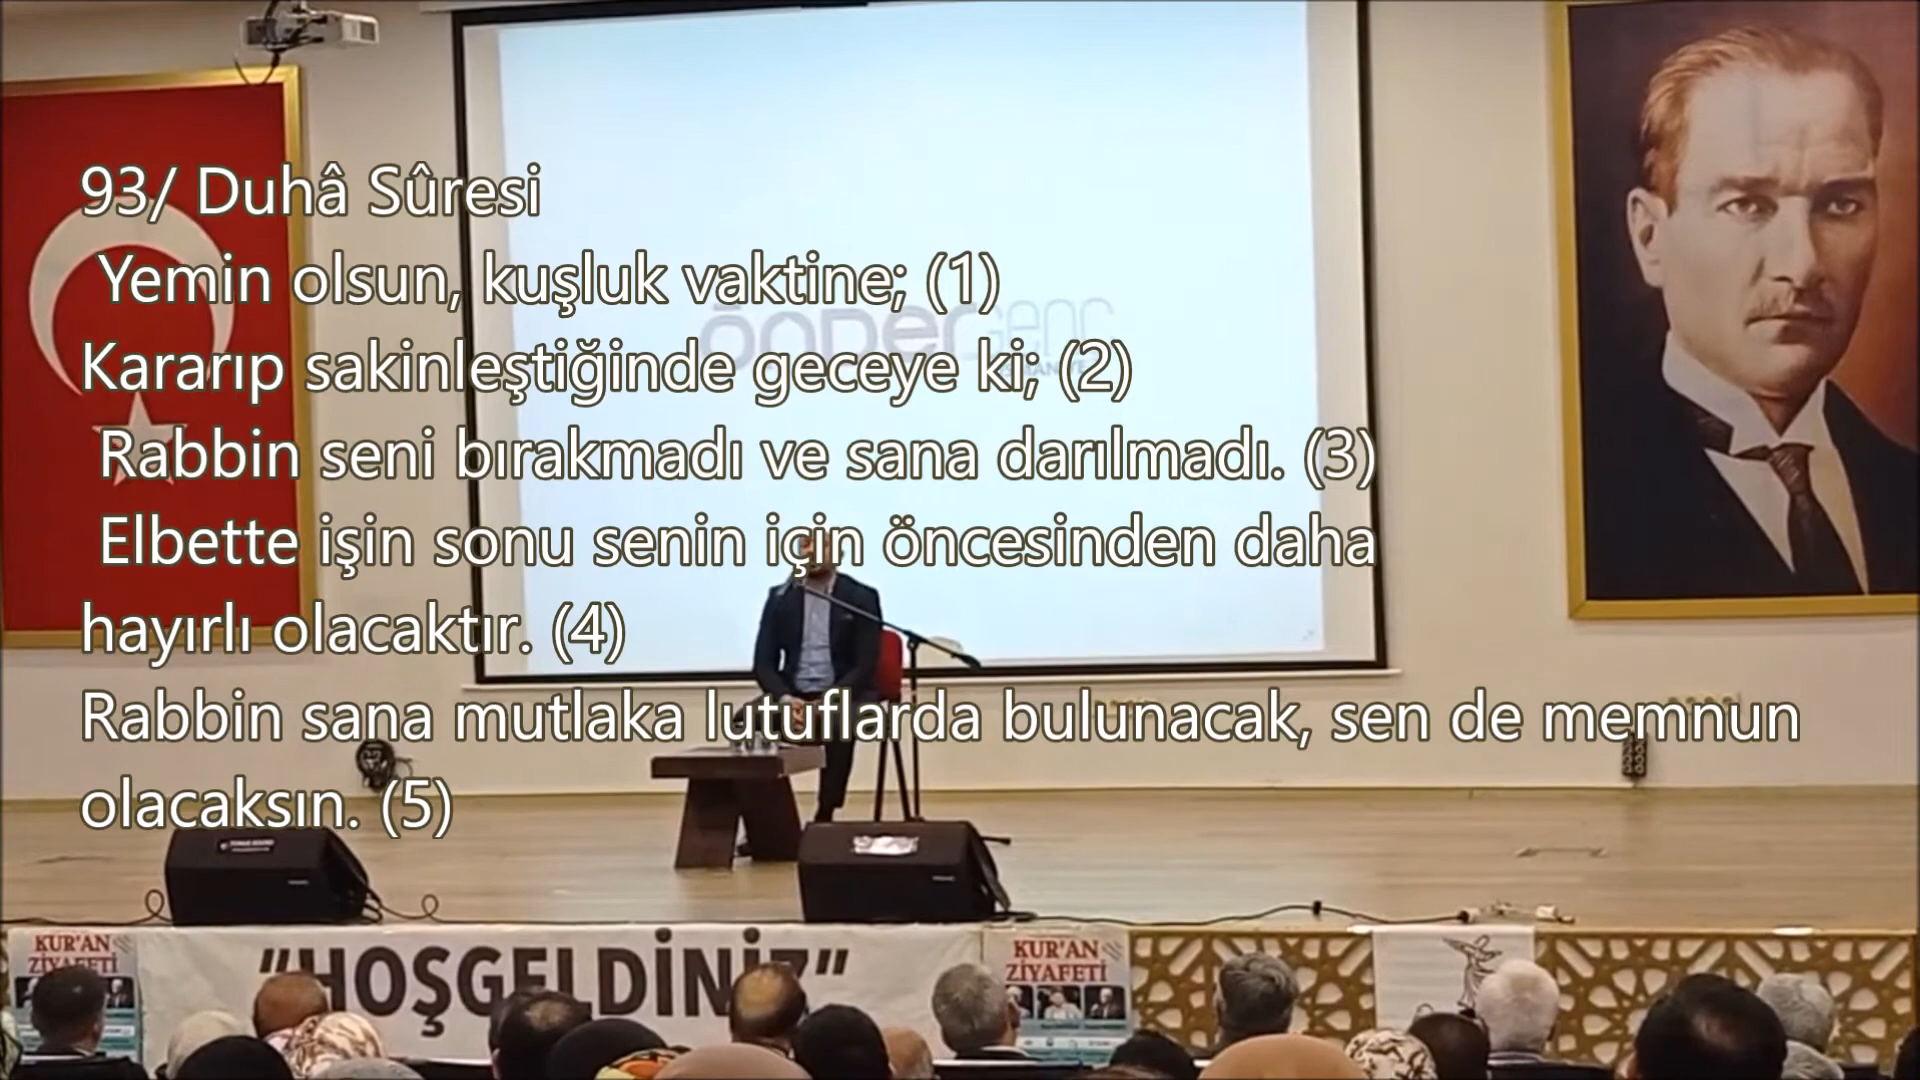 93/ Duhâ Sûresi
Yemin olsun, kuşluk vaktine; (1)
Kararıp sakinleştiğinde geceye ki; (2)
Rabbin seni bırakmadı ve sana darılmadı. (3)
Elbette işin sonu senin için öncesinden daha
hayırlı olacaktır. (4)
Rabbin sana mutlaka lutuflarda bulunacak, sen de memnun
olacaksın. (5)
ÖNDER GENÇ
KUR'AN
ZİYAFETİ
"HOŞGELDİNİZ"
KUR'AN
ZİYAFETİ